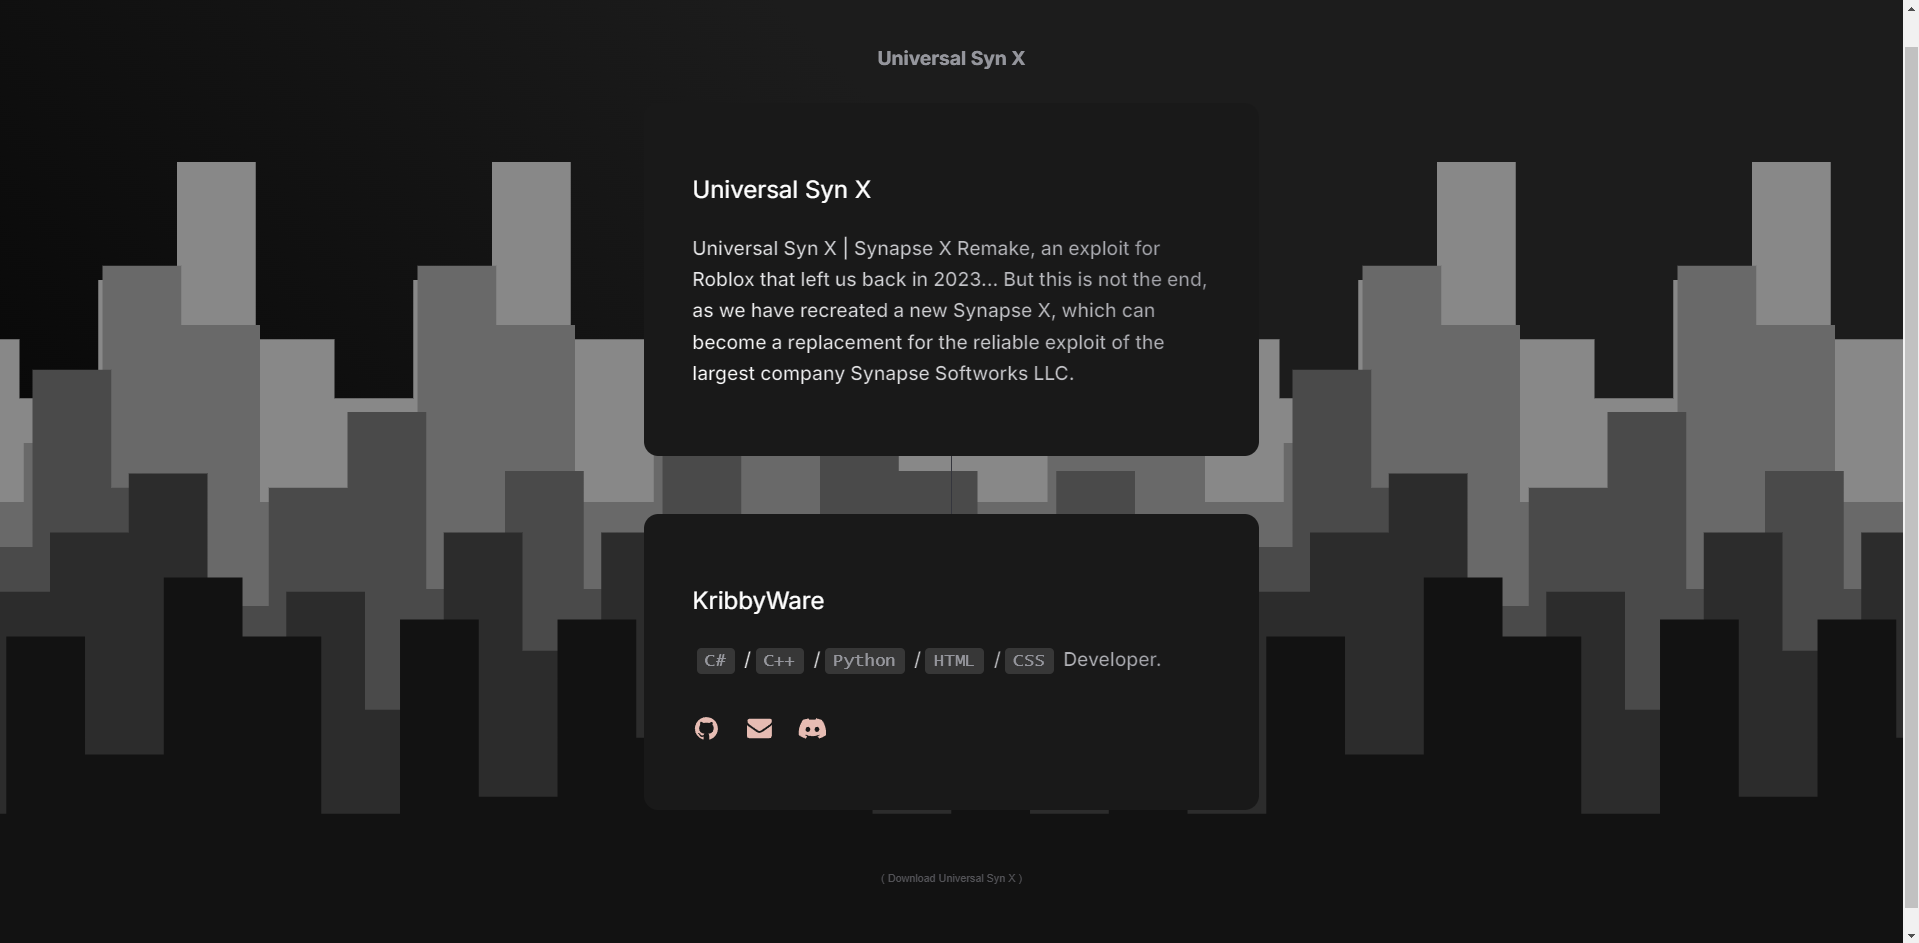 Universal Syn X
Universal Syn X
Universal Syn X | Synapse X Remake, an exploit for
Roblox that left us back in 2023... But this is not the end,
as we have recreated a new Synapse X, which can
become a replacement for the reliable exploit of the
largest company Synapse Softworks LLC.
KribbyWare
C# / C++ / Python / HTML / CSS Developer.
( Download Universal Syn X )